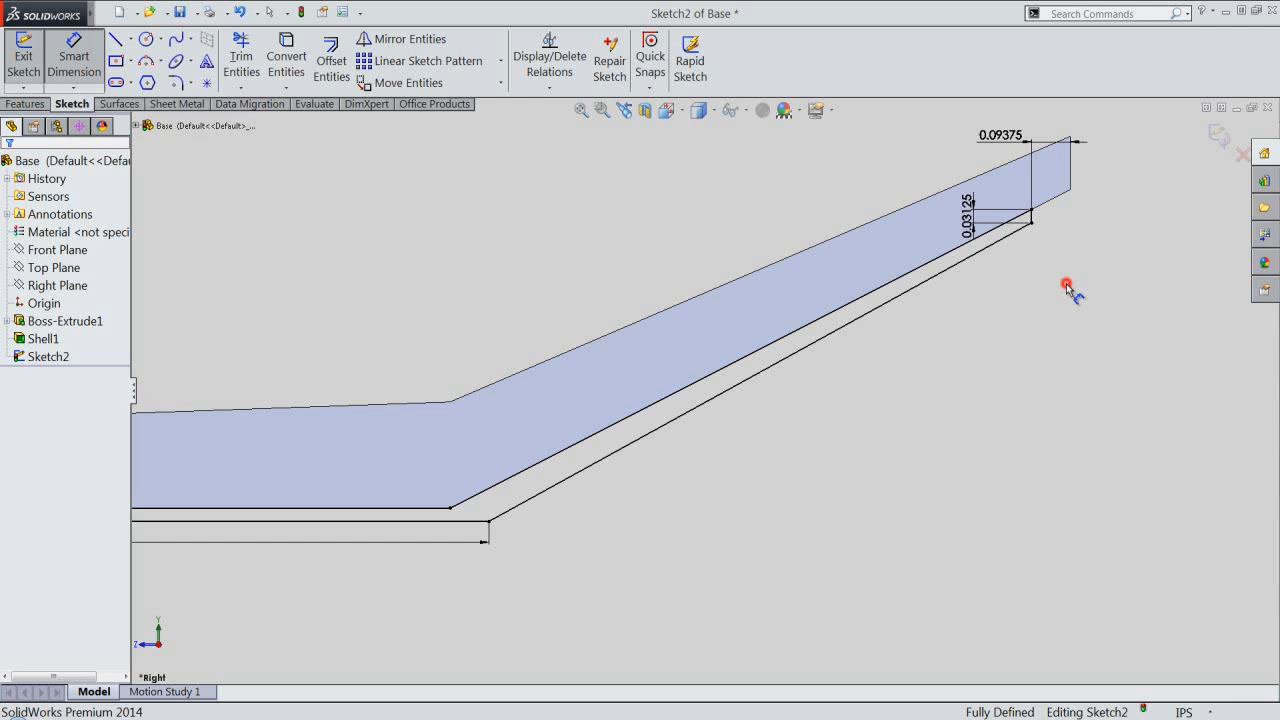 SOLIDWORKS
Sketch2 of Base *
Search Commands
Exit Sketch
Smart Dimension
Trim Entities
Convert Entities
Offset Entities
Mirror Entities
Linear Sketch Pattern
Move Entities
Display/Delete Relations
Repair Sketch
Quick Snaps
Rapid Sketch
Features
Sketch
Surfaces
Sheet Metal
Data Migration
Evaluate
DimXpert
Office Products
Base (Default<<Default>_...
Base (Default<<Defau
History
Sensors
Annotations
Material <not speci
Front Plane
Top Plane
Right Plane
Origin
Boss-Extrude1
Shell1
Sketch2
0.09375
0.03125
Y
Z
*Right
Model
Motion Study 1
SolidWorks Premium 2014
Fully Defined
Editing Sketch2
IPS